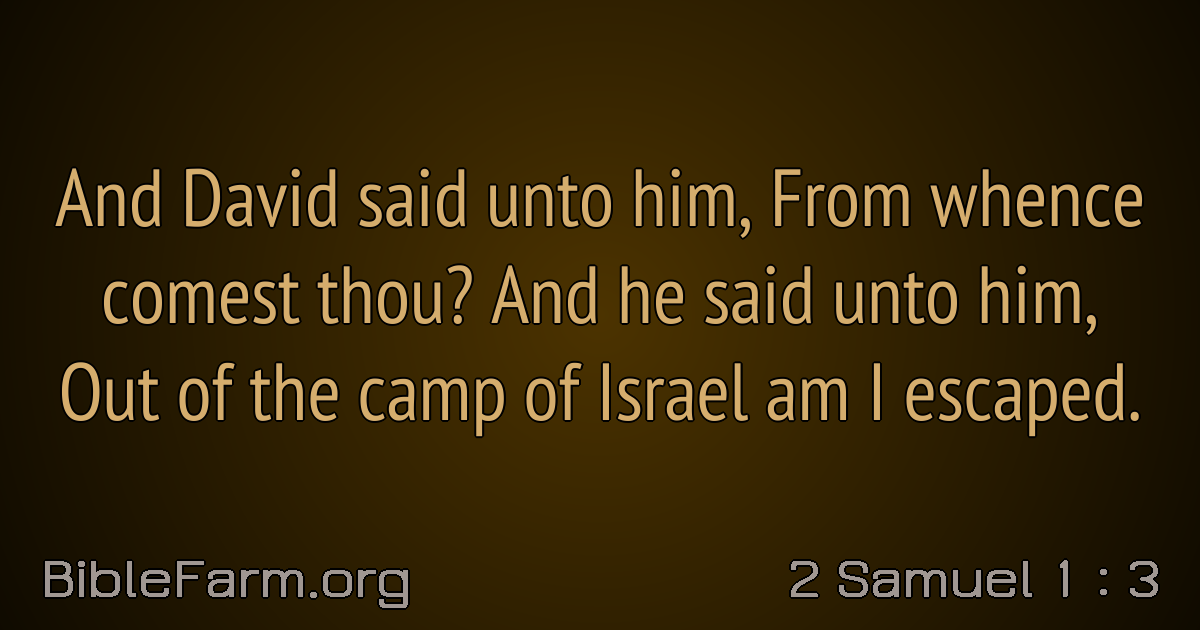 And David said unto him, From whence
comest thou? And he said unto him,
Out of the camp of Israel am I escaped.
BibleFarm.org
2 Samuel 1 : 3